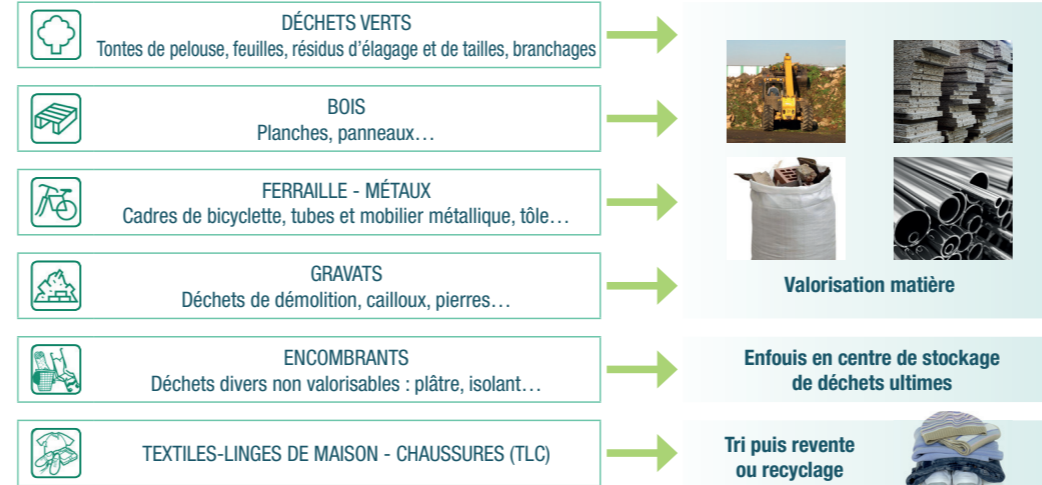 DÉCHETS VERTS
Tontes de pelouse, feuilles, résidus d'élagage et de tailles, branchages
BOIS
Planches, panneaux…
FERRAILLE - MÉTAUX
Cadres de bicyclette, tubes et mobilier métallique, tôle…
GRAVATS
Déchets de démolition, cailloux, pierres…
Valorisation matière
ENCOMBRANTS
Déchets divers non valorisables : plâtre, isolant…
Enfouis en centre de stockage
de déchets ultimes
TEXTILES-LINGES DE MAISON - CHAUSSURES (TLC)
Tri puis revente
ou recyclage